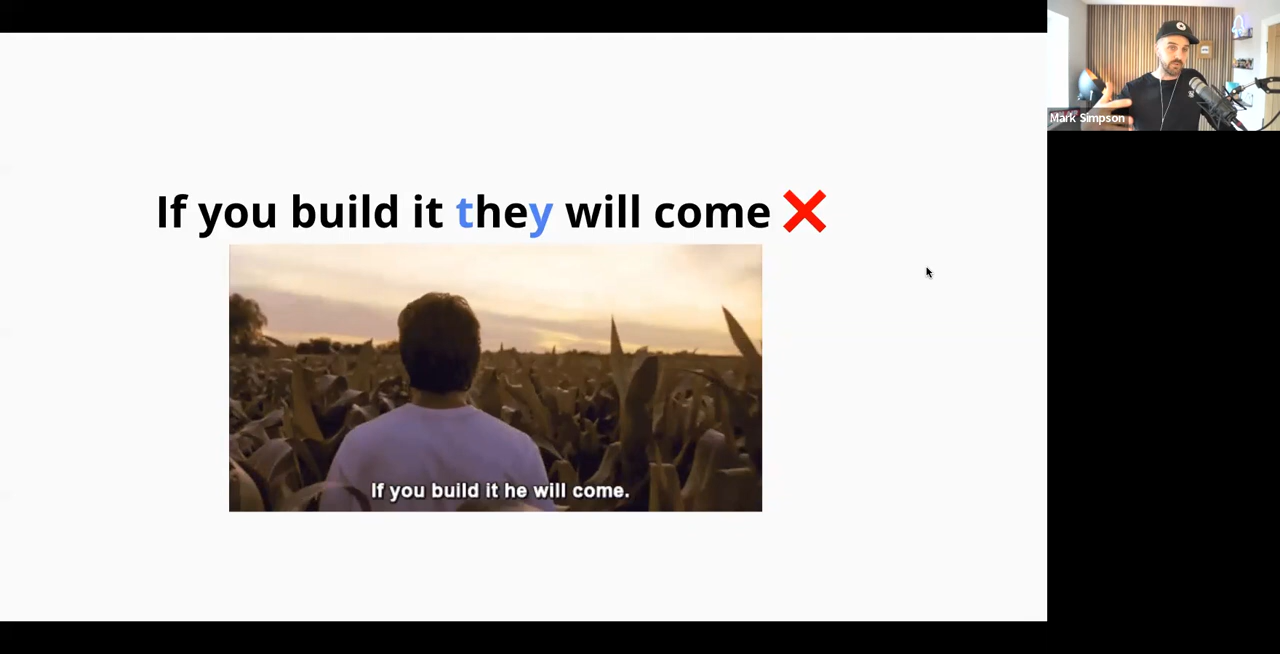 If you build it they will come ❌
If you build it he will come.
Mark Simpson